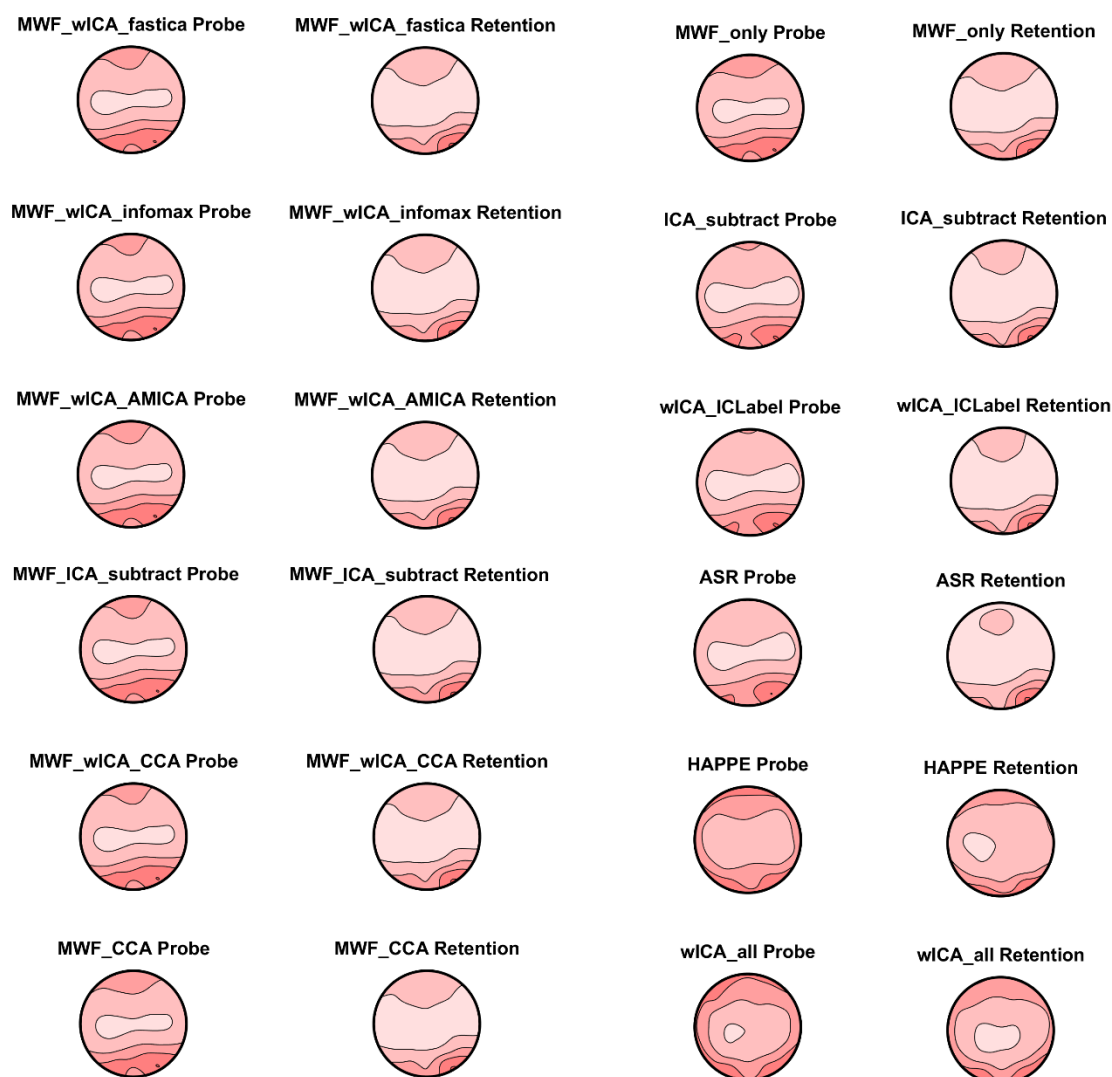 MWF_wICA_fastica Probe
MWF_wICA_fastica Retention
MWF_only Probe
MWF_only Retention
MWF_wICA_infomax Probe
MWF_wICA_infomax Retention
ICA_subtract Probe
ICA_subtract Retention
MWF_wICA_AMICA Probe
MWF_wICA_AMICA Retention
wICA_ICLabel Probe
wICA_ICLabel Retention
MWF_ICA_subtract Probe
MWF_ICA_subtract Retention
ASR Probe
ASR Retention
MWF_wICA_CCA Probe
MWF_wICA_CCA Retention
HAPPE Probe
HAPPE Retention
MWF_CCA Probe
MWF_CCA Retention
wICA_all Probe
wICA_all Retention